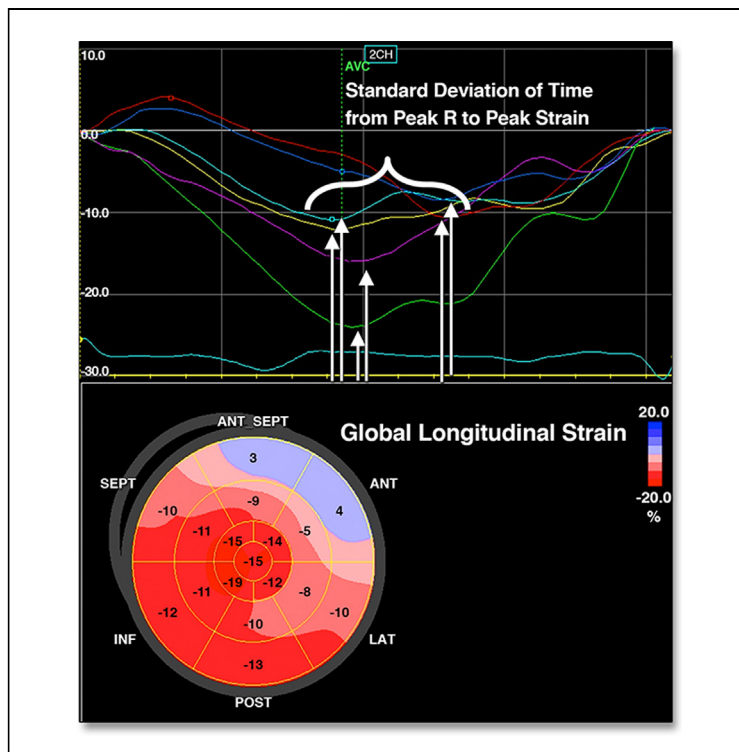 10.0
2CH
AVC
Standard Deviation of Time
from Peak R to Peak Strain
0.0
-10.0
-20.0
-30.0
ANT_SEPT
Global Longitudinal Strain
20.0
-20.0
%
SEPT
ANT
3
4
-10
-9
-5
-11
-15
-14
-15
-19
-12
-11
-8
-12
-10
-10
INF
LAT
-13
POST